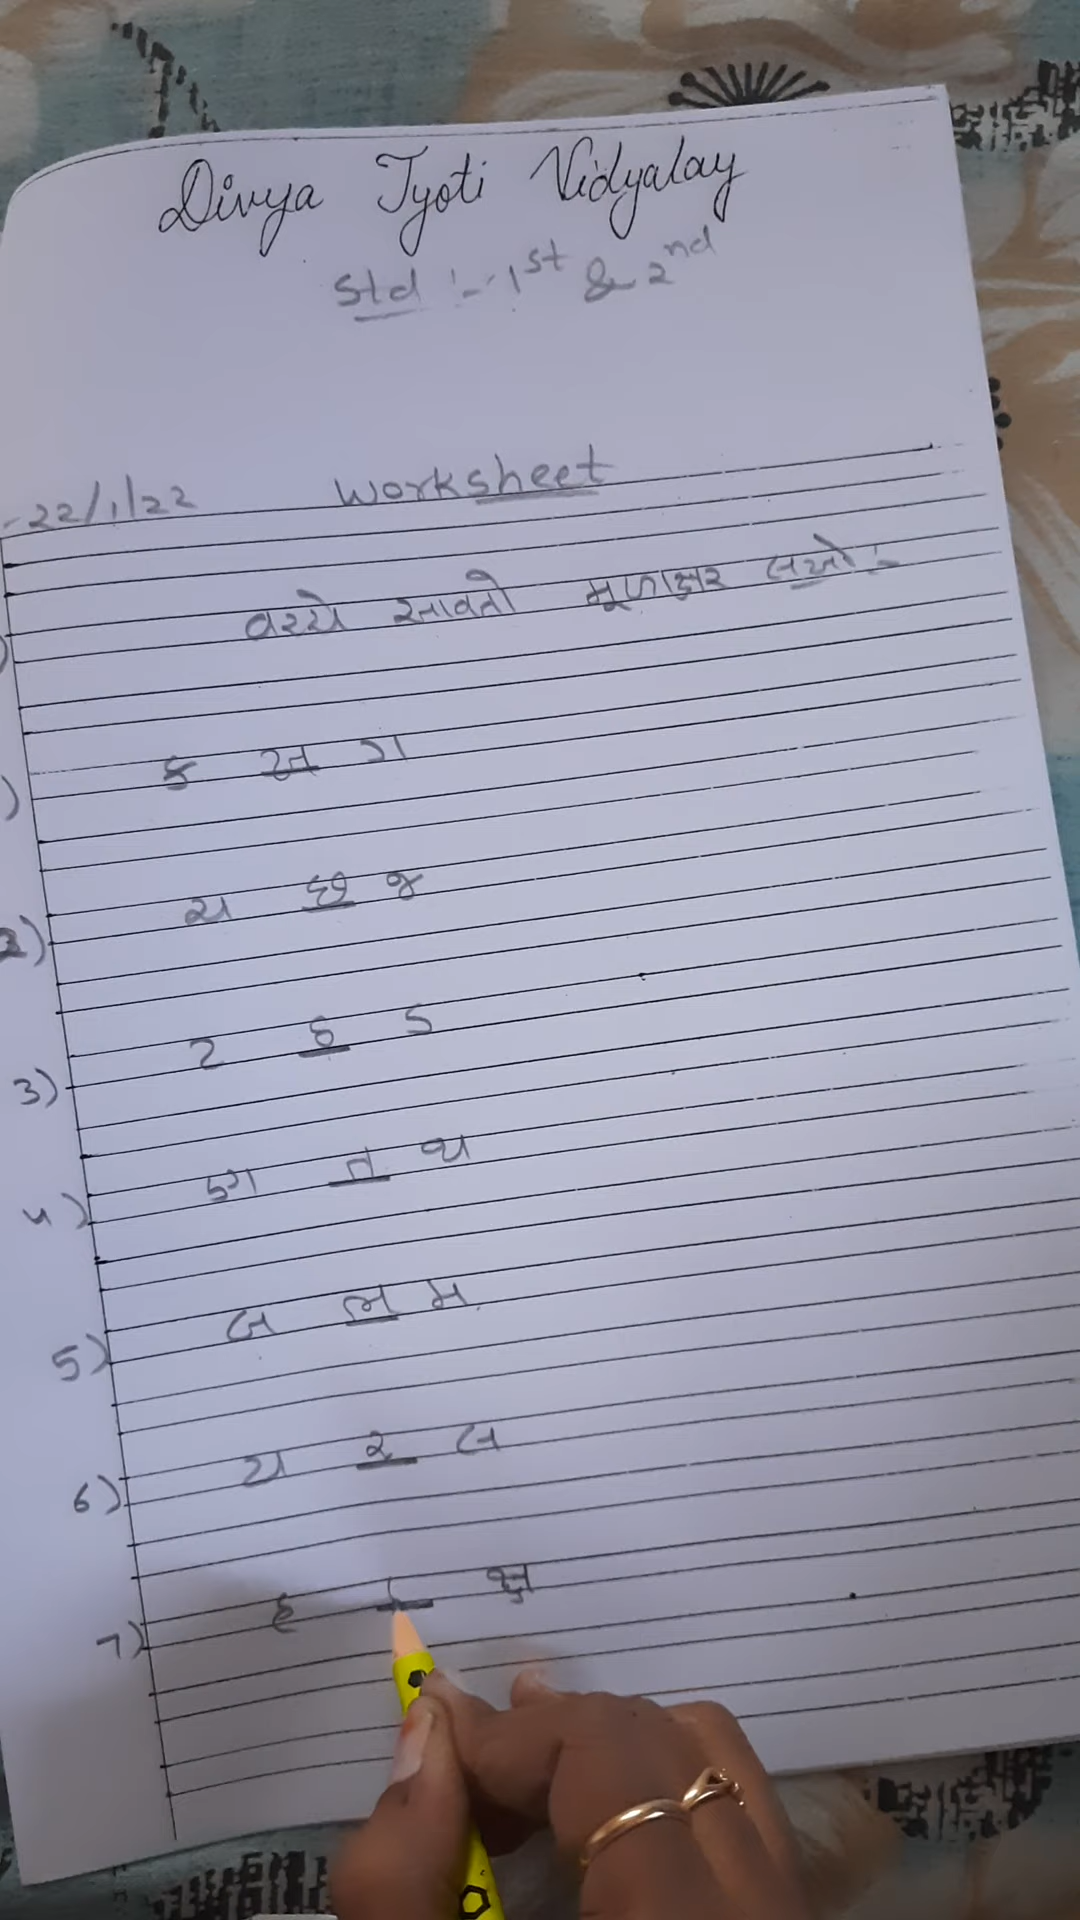 Divya Jyoti Vidyalay
Std :- 1st & 2nd
-22/1/22 Worksheet
વચ્ચે આવતો મૂળાક્ષર લખો :-
) ક ખ ગ
2) ચ છ જ
3) ટ ઠ ડ
4) ણ ત થ
5) બ ભ મ
6) ય ર લ
7) હ ક્ષ